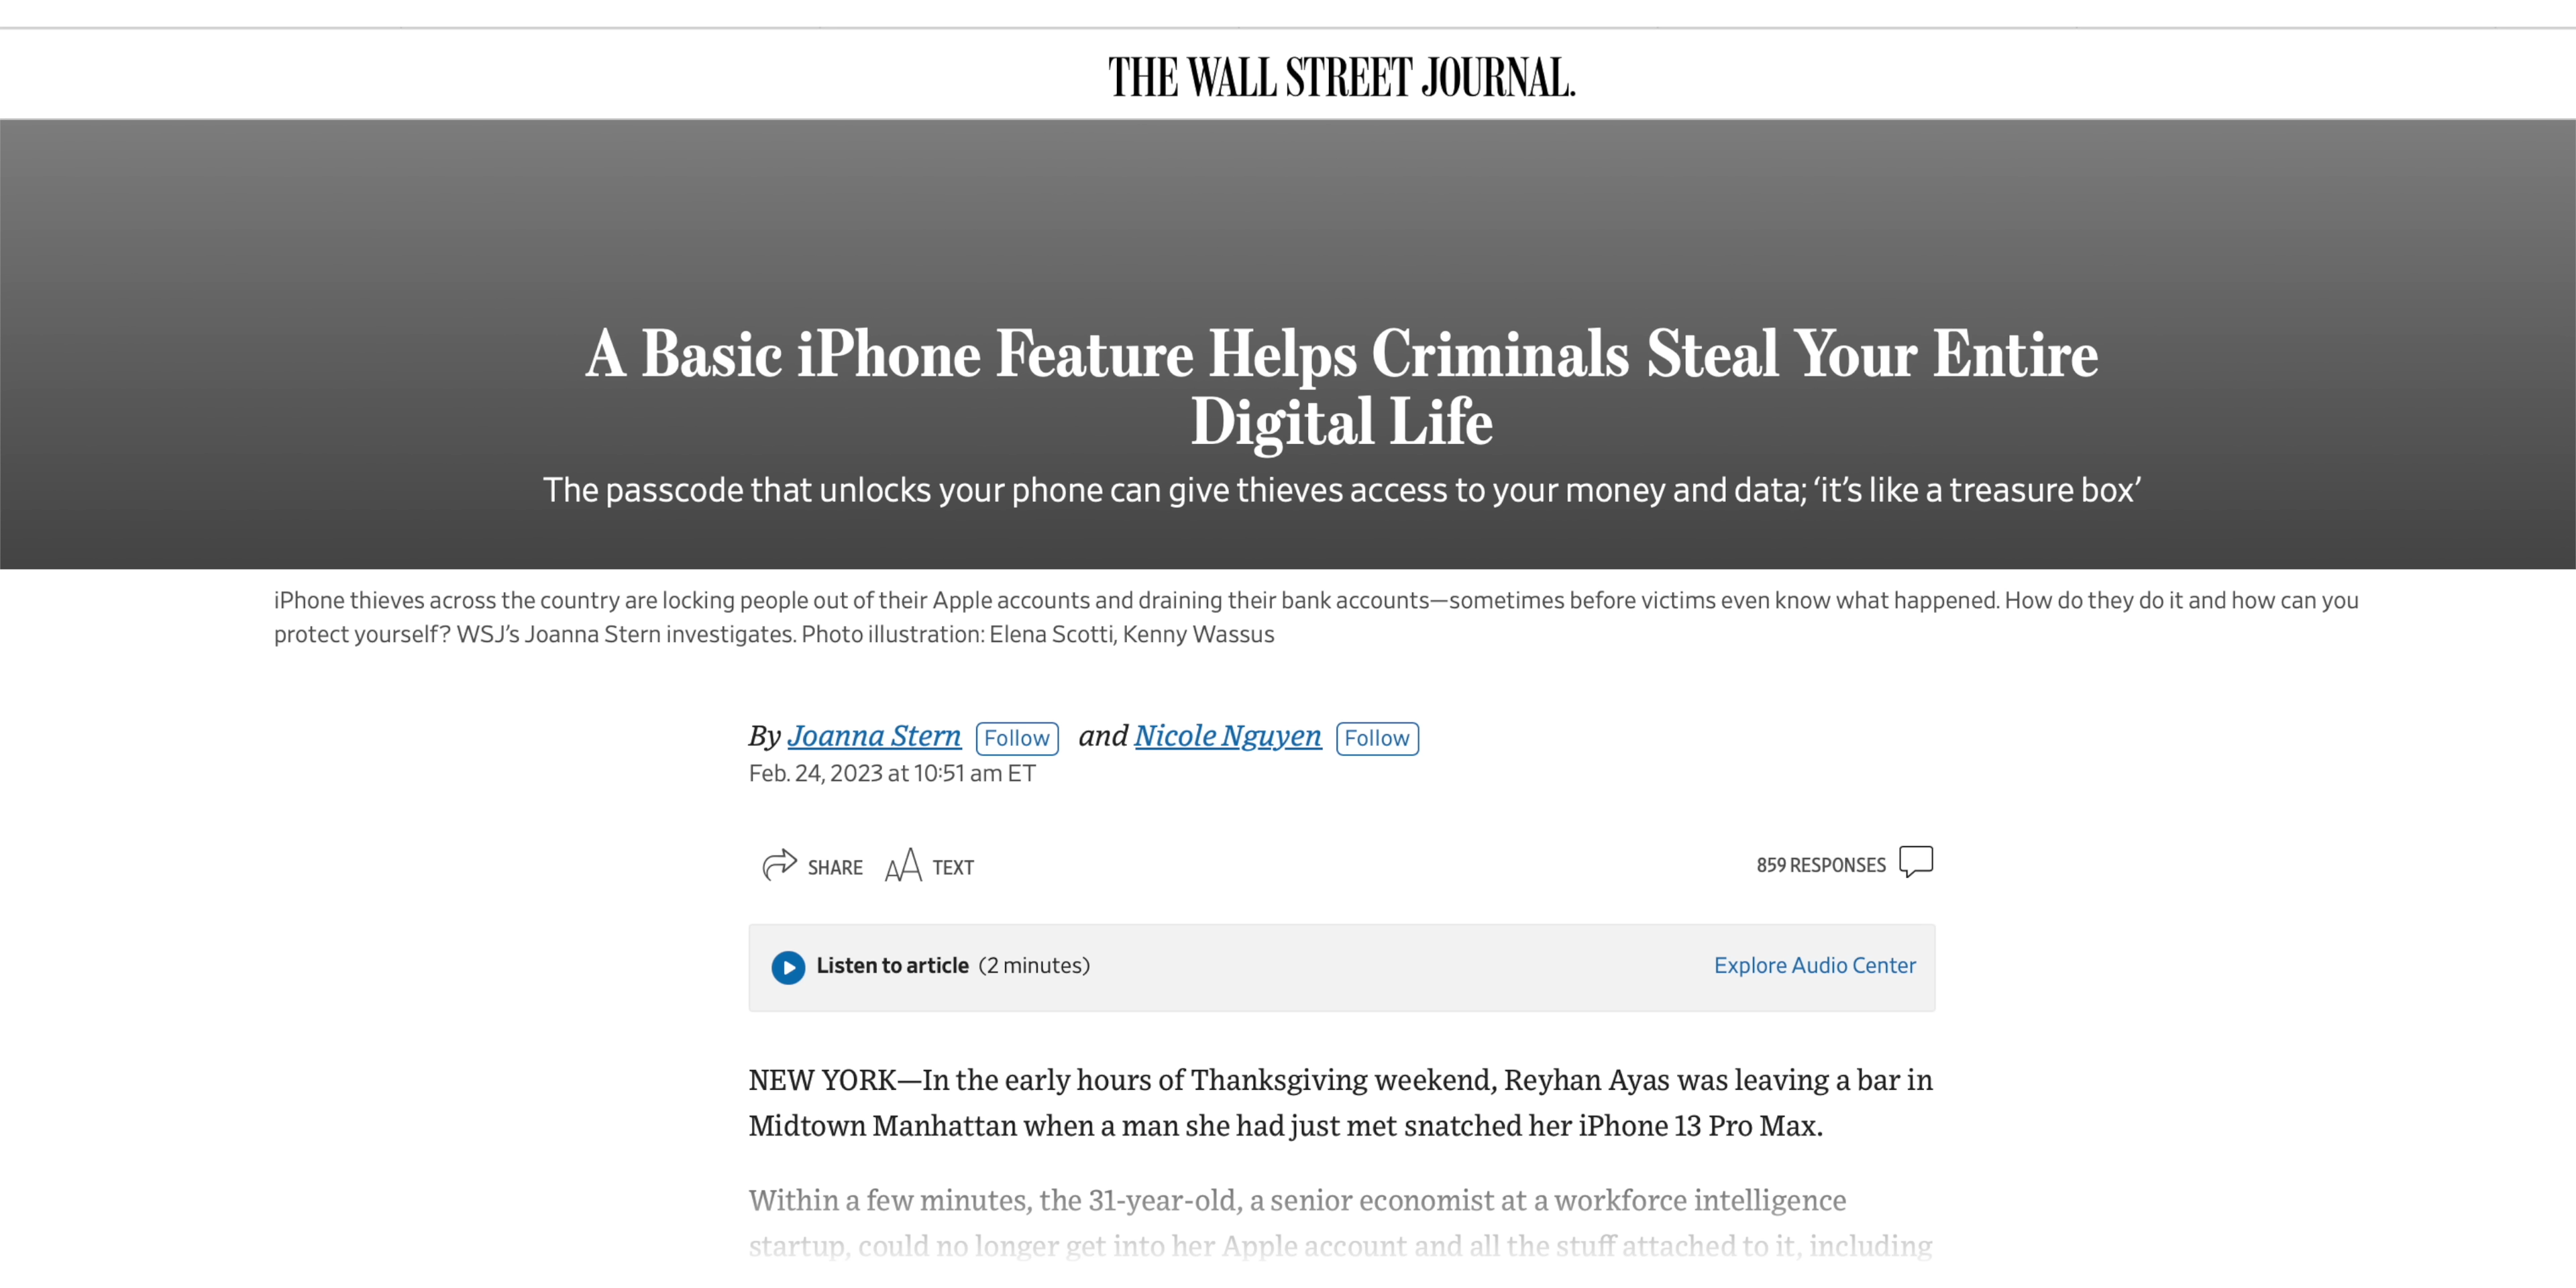 THE WALL STREET JOURNAL.
A Basic iPhone Feature Helps Criminals Steal Your Entire
Digital Life
The passcode that unlocks your phone can give thieves access to your money and data; ‘it’s like a treasure box’
iPhone thieves across the country are locking people out of their Apple accounts and draining their bank accounts—sometimes before victims even know what happened. How do they do it and how can you
protect yourself? WSJ’s Joanna Stern investigates. Photo illustration: Elena Scotti, Kenny Wassus
By Joanna Stern Follow and Nicole Nguyen Follow
Feb. 24, 2023 at 10:51 am ET
SHARE AA TEXT 859 RESPONSES
Listen to article (2 minutes) Explore Audio Center
NEW YORK—In the early hours of Thanksgiving weekend, Reyhan Ayas was leaving a bar in
Midtown Manhattan when a man she had just met snatched her iPhone 13 Pro Max.
Within a few minutes, the 31-year-old, a senior economist at a workforce intelligence
startup, could no longer get into her Apple account and all the stuff attached to it, including